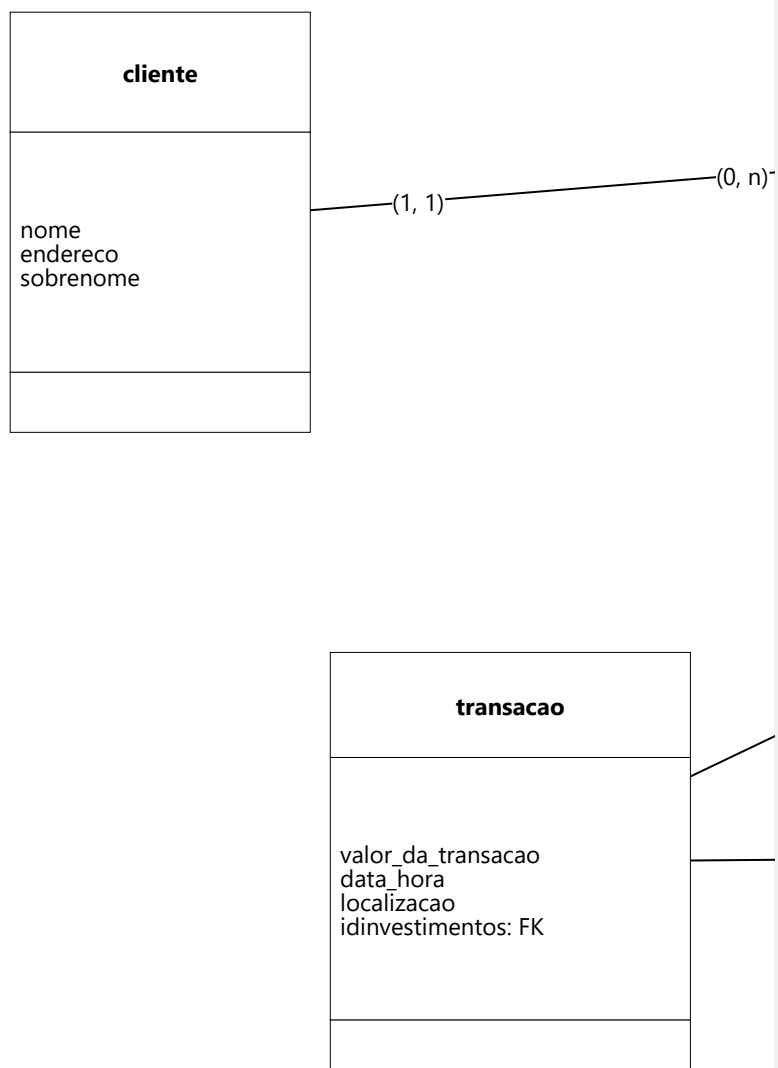 cliente
(1, 1)
(0, n)
nome
endereco
sobrenome
transacao
valor_da_transacao
data_hora
localizacao
idinvestimentos: FK